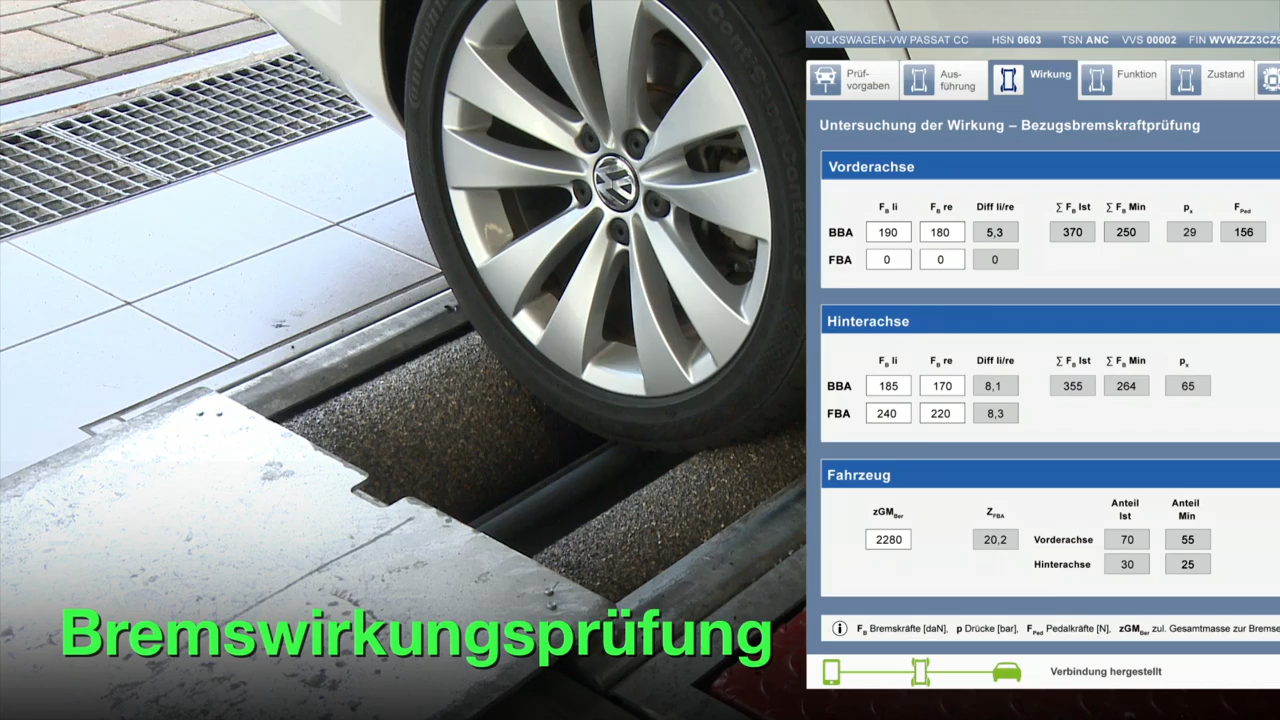 Continental
ContiSportContact 3
VOLKSWAGEN-VW PASSAT CC HSN 0603 TSN ANC VVS 00002 FIN WVWZZZ3CZ9
Prüf-
vorgaben
Aus-
führung
Wirkung
Funktion
Zustand
Untersuchung der Wirkung – Bezugsbremskraftprüfung
Vorderachse
FB li FB re Diff li/re ∑ FB Ist ∑ FB Min px FPed
BBA 190 180 5,3 370 250 29 156
FBA 0 0 0
Hinterachse
FB li FB re Diff li/re ∑ FB Ist ∑ FB Min px
BBA 185 170 8,1 355 264 65
FBA 240 220 8,3
Fahrzeug
zGMBer ZFBA Anteil Ist Anteil Min
2280 20,2 Vorderachse 70 55
Hinterachse 30 25
FB Bremskräfte [daN], p Drücke [bar], FPed Pedalkräfte [N], zGMBer zul. Gesamtmasse zur Bremse
Verbindung hergestellt
Bremswirkungsprüfung